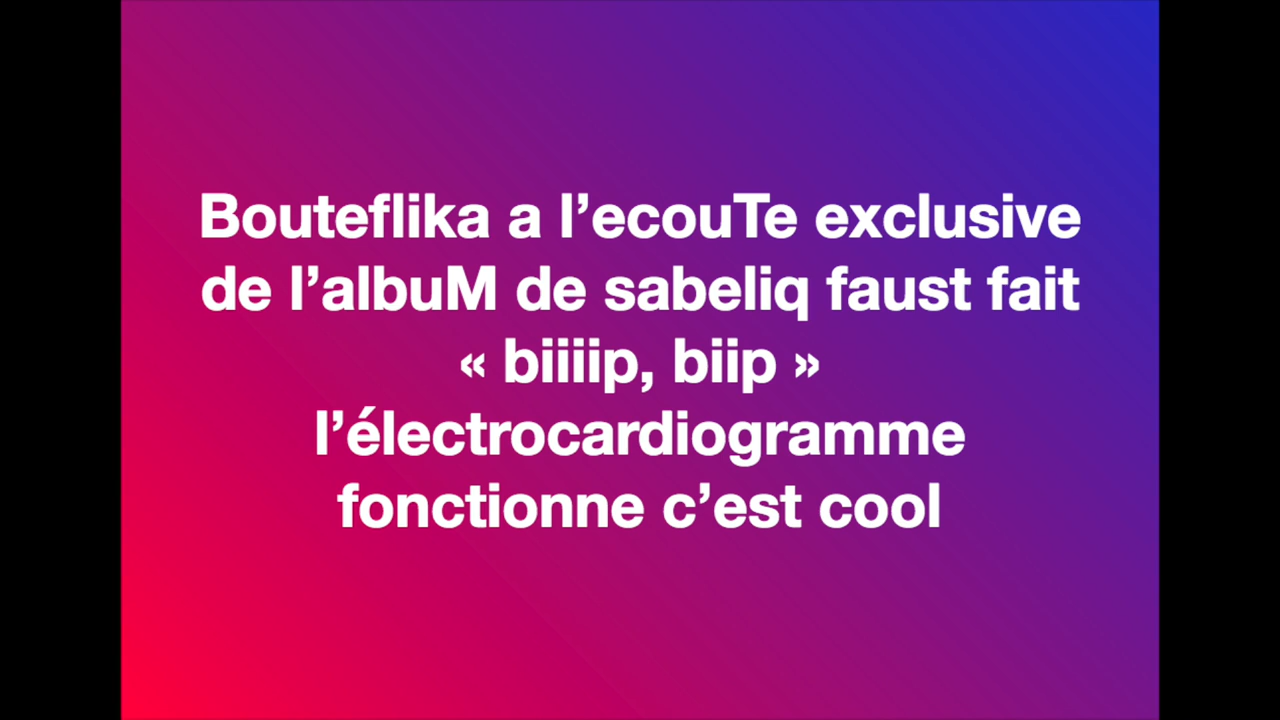 Bouteflika a l’ecouTe exclusive
de l’albuM de sabeliq faust fait
« biiiip, biip »
l’électrocardiogramme
fonctionne c’est cool